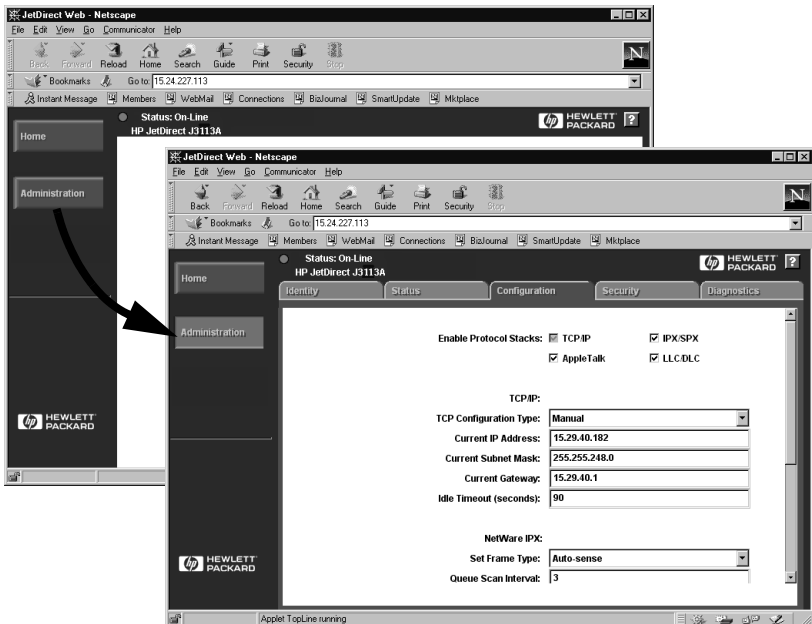 JetDirect Web - Netscape
File Edit View Go Communicator Help
Back Forward Reload Home Search Guide Print Security Stop
N
Bookmarks Go to: 15.24.227.113
Instant Message Members WebMail Connections BizJournal SmartUpdate Mktplace
Status: On-Line
HP JetDirect J3113A
hp HEWLETT PACKARD ?
Home
Administration
hp HEWLETT PACKARD
JetDirect Web - Netscape
File Edit View Go Communicator Help
Back Forward Reload Home Search Guide Print Security Stop
N
Bookmarks Go to: 15.24.227.113
Instant Message Members WebMail Connections BizJournal SmartUpdate Mktplace
Status: On-Line
HP JetDirect J3113A
hp HEWLETT PACKARD ?
Home
Administration
hp HEWLETT PACKARD
Identity Status Configuration Security Diagnostics
Enable Protocol Stacks: TCP/IP IPX/SPX
AppleTalk LLC/DLC
TCP/IP:
TCP Configuration Type: Manual
Current IP Address: 15.29.40.182
Current Subnet Mask: 255.255.248.0
Current Gateway: 15.29.40.1
Idle Timeout (seconds): 90
NetWare IPX:
Set Frame Type: Auto-sense
Queue Scan Interval: 3
Applet TopLine running